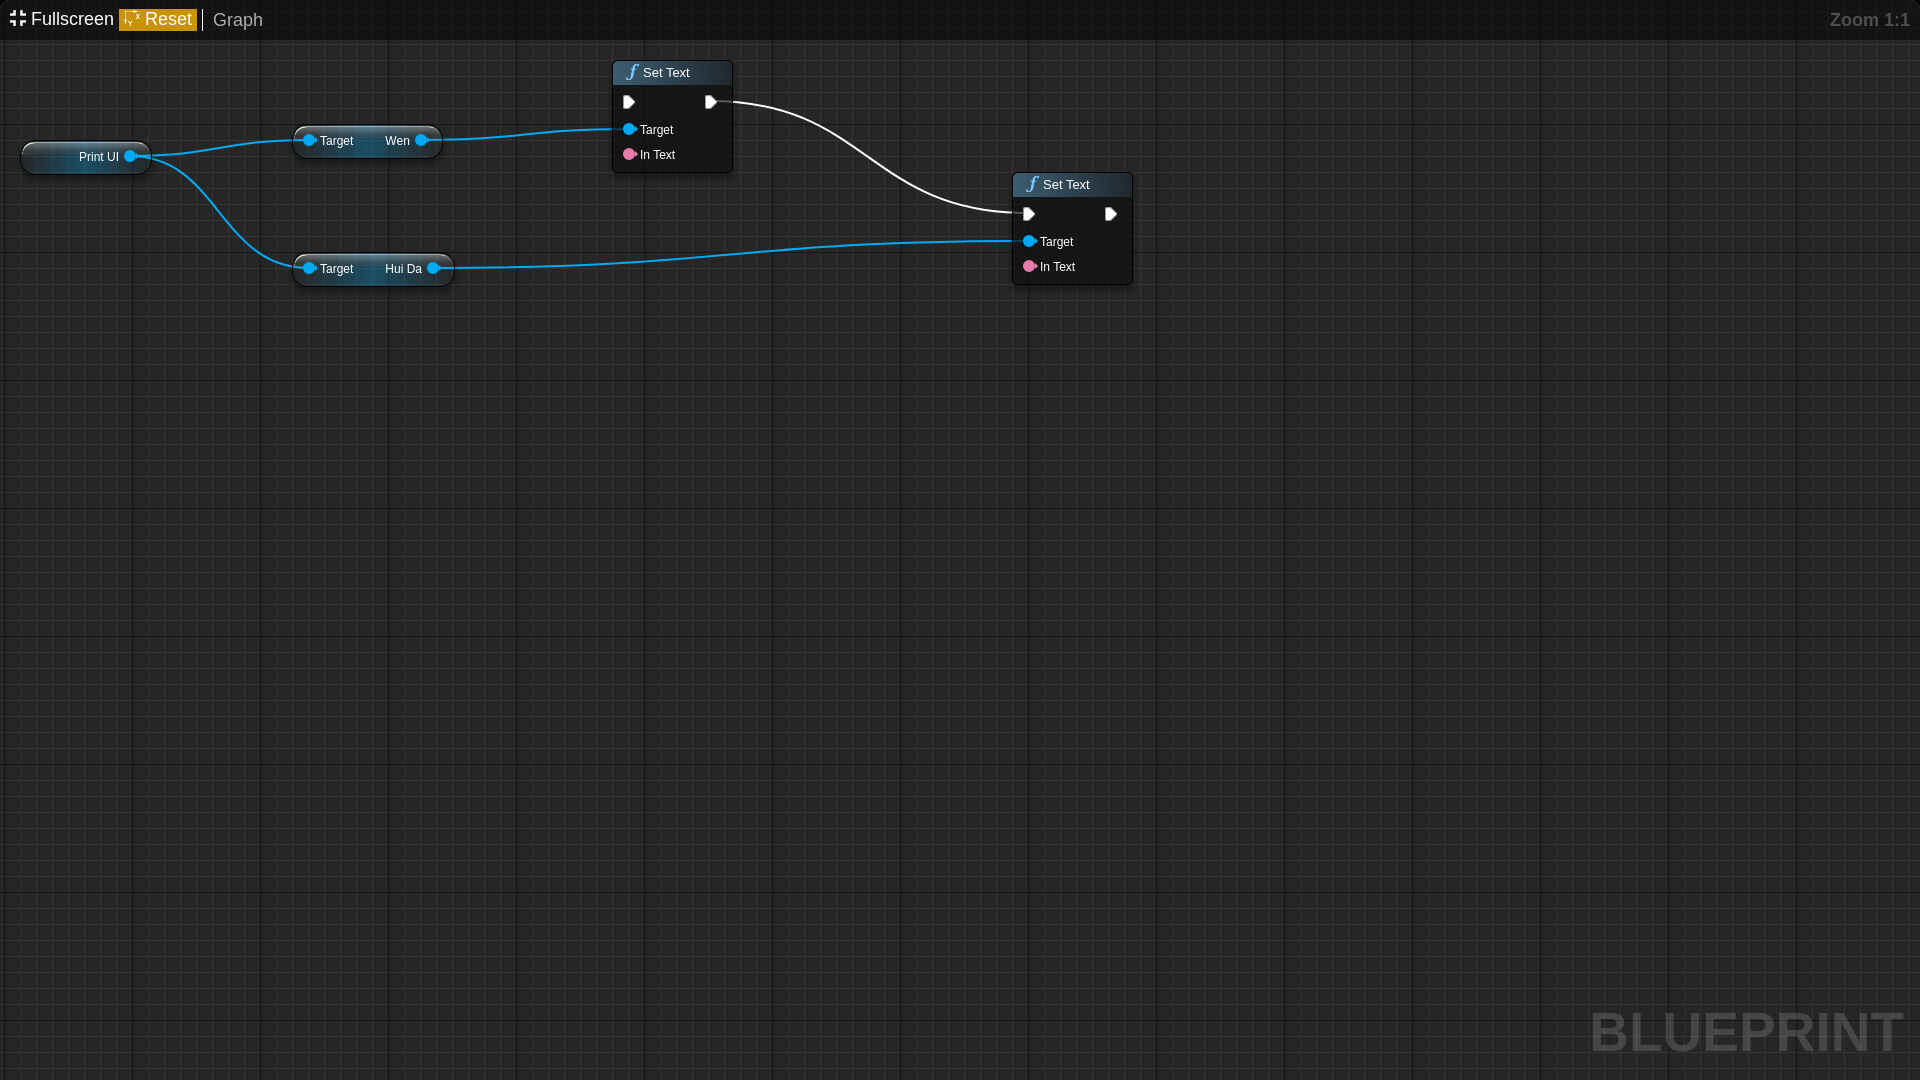 Fullscreen Reset Graph
Zoom 1:1
Set Text
Target
In Text
Print UI
Target Wen
Target Hui Da
Set Text
Target
In Text
BLUEPRINT